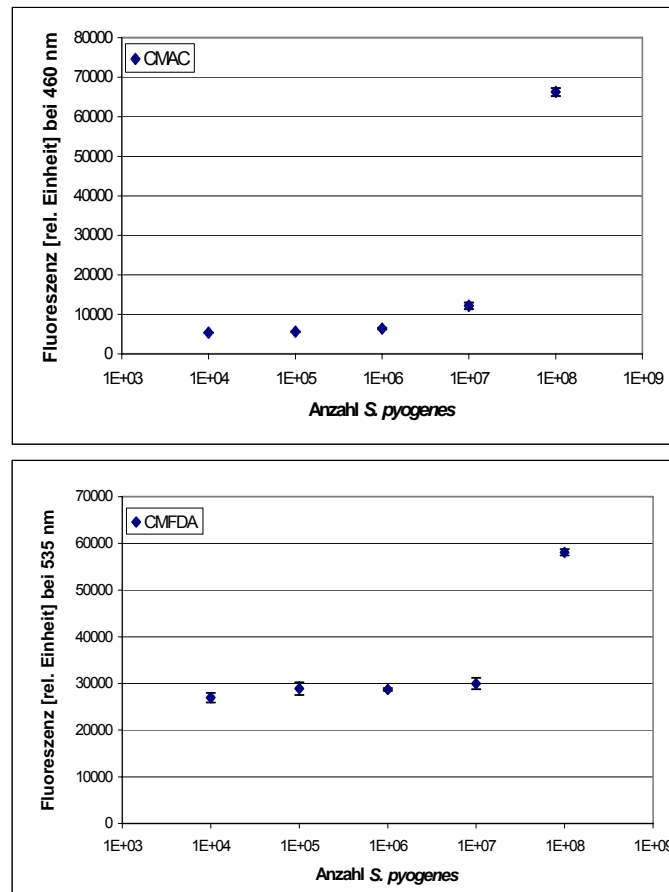 CMAC
Fluoreszenz [rel. Einheit] bei 460 nm
80000
70000
60000
50000
40000
30000
20000
10000
0
1E+03 1E+04 1E+05 1E+06 1E+07 1E+08 1E+09
Anzahl S. pyogenes
CMFDA
Fluoreszenz [rel. Einheit] bei 535 nm
70000
60000
50000
40000
30000
20000
10000
0
1E+03 1E+04 1E+05 1E+06 1E+07 1E+08 1E+09
Anzahl S. pyogenes